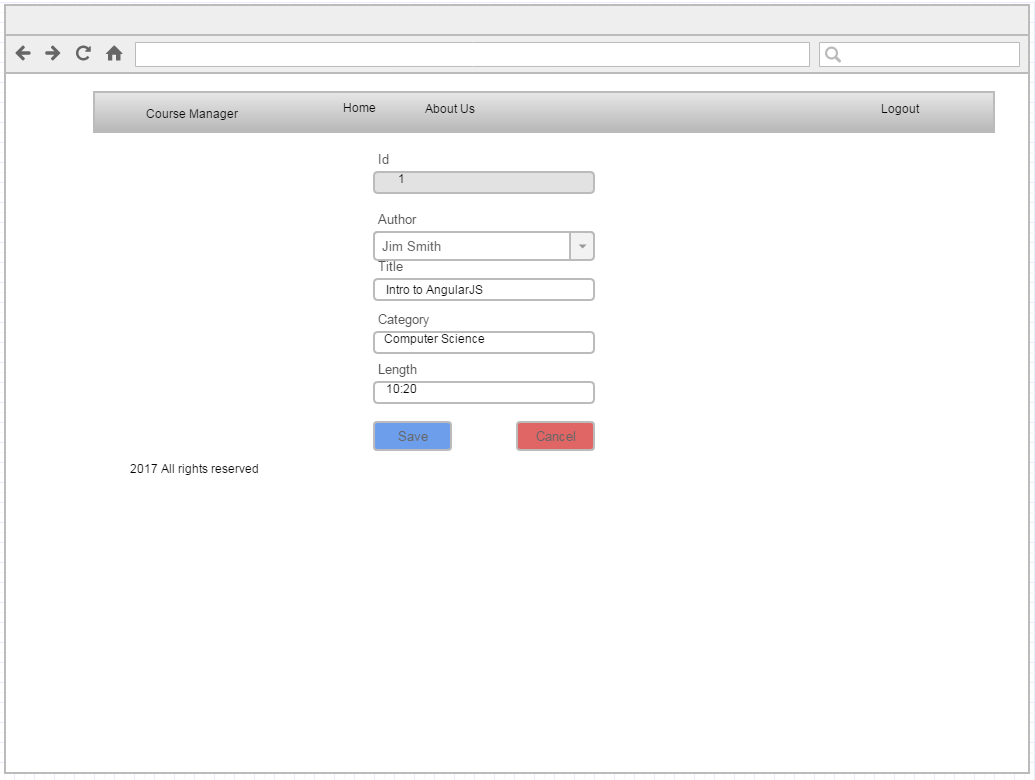 Course Manager Home About Us Logout
Id
1
Author
Jim Smith
Title
Intro to AngularJS
Category
Computer Science
Length
10:20
Save Cancel
2017 All rights reserved